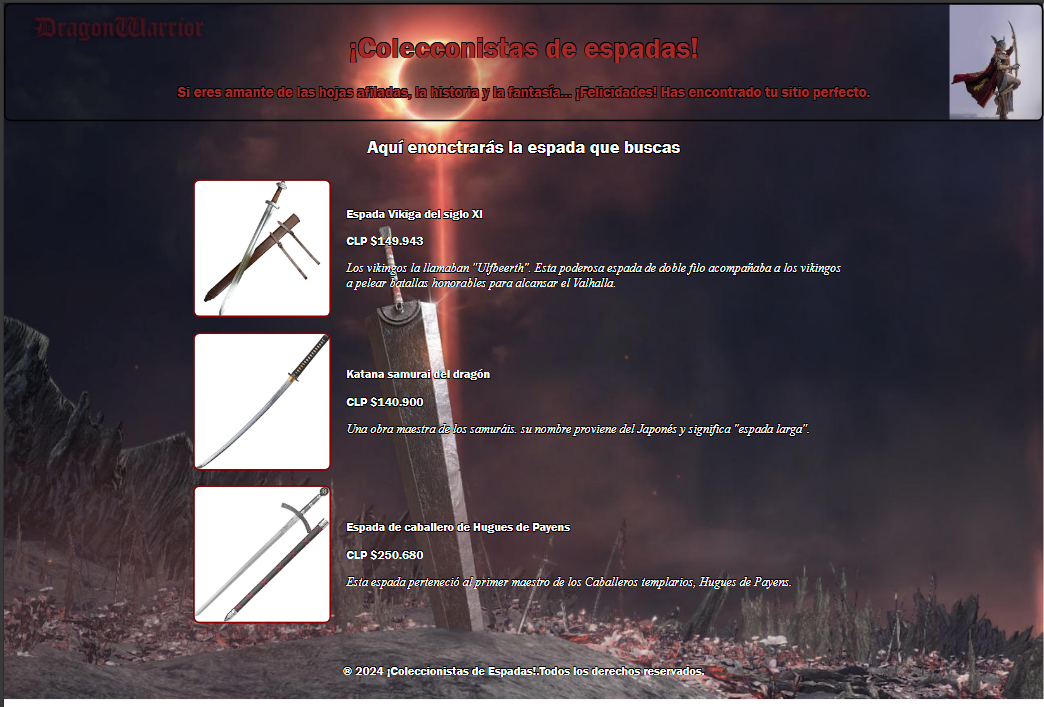 DragonWarrior
¡Colecconistas de espadas!
Si eres amante de las hojas afiladas, la historia y la fantasía... ¡Felicidades! Has encontrado tu sitio perfecto.
Aquí enonctrarás la espada que buscas
Espada Vikiga del siglo XI
CLP $149.943
Los vikingos la llamaban "Ulfbeerth". Esta poderosa espada de doble filo acompañaba a los vikingos
a pelear batallas honorables para alcansar el Valhalla.
Katana samurai del dragón
CLP $140.900
Una obra maestra de los samuráis. su nombre proviene del Japonés y significa "espada larga".
Espada de caballero de Hugues de Payens
CLP $250.680
Esta espada perteneció al primer maestro de los Caballeros templarios, Hugues de Payens.
® 2024 ¡Coleccionistas de Espadas!.Todos los derechos reservados.